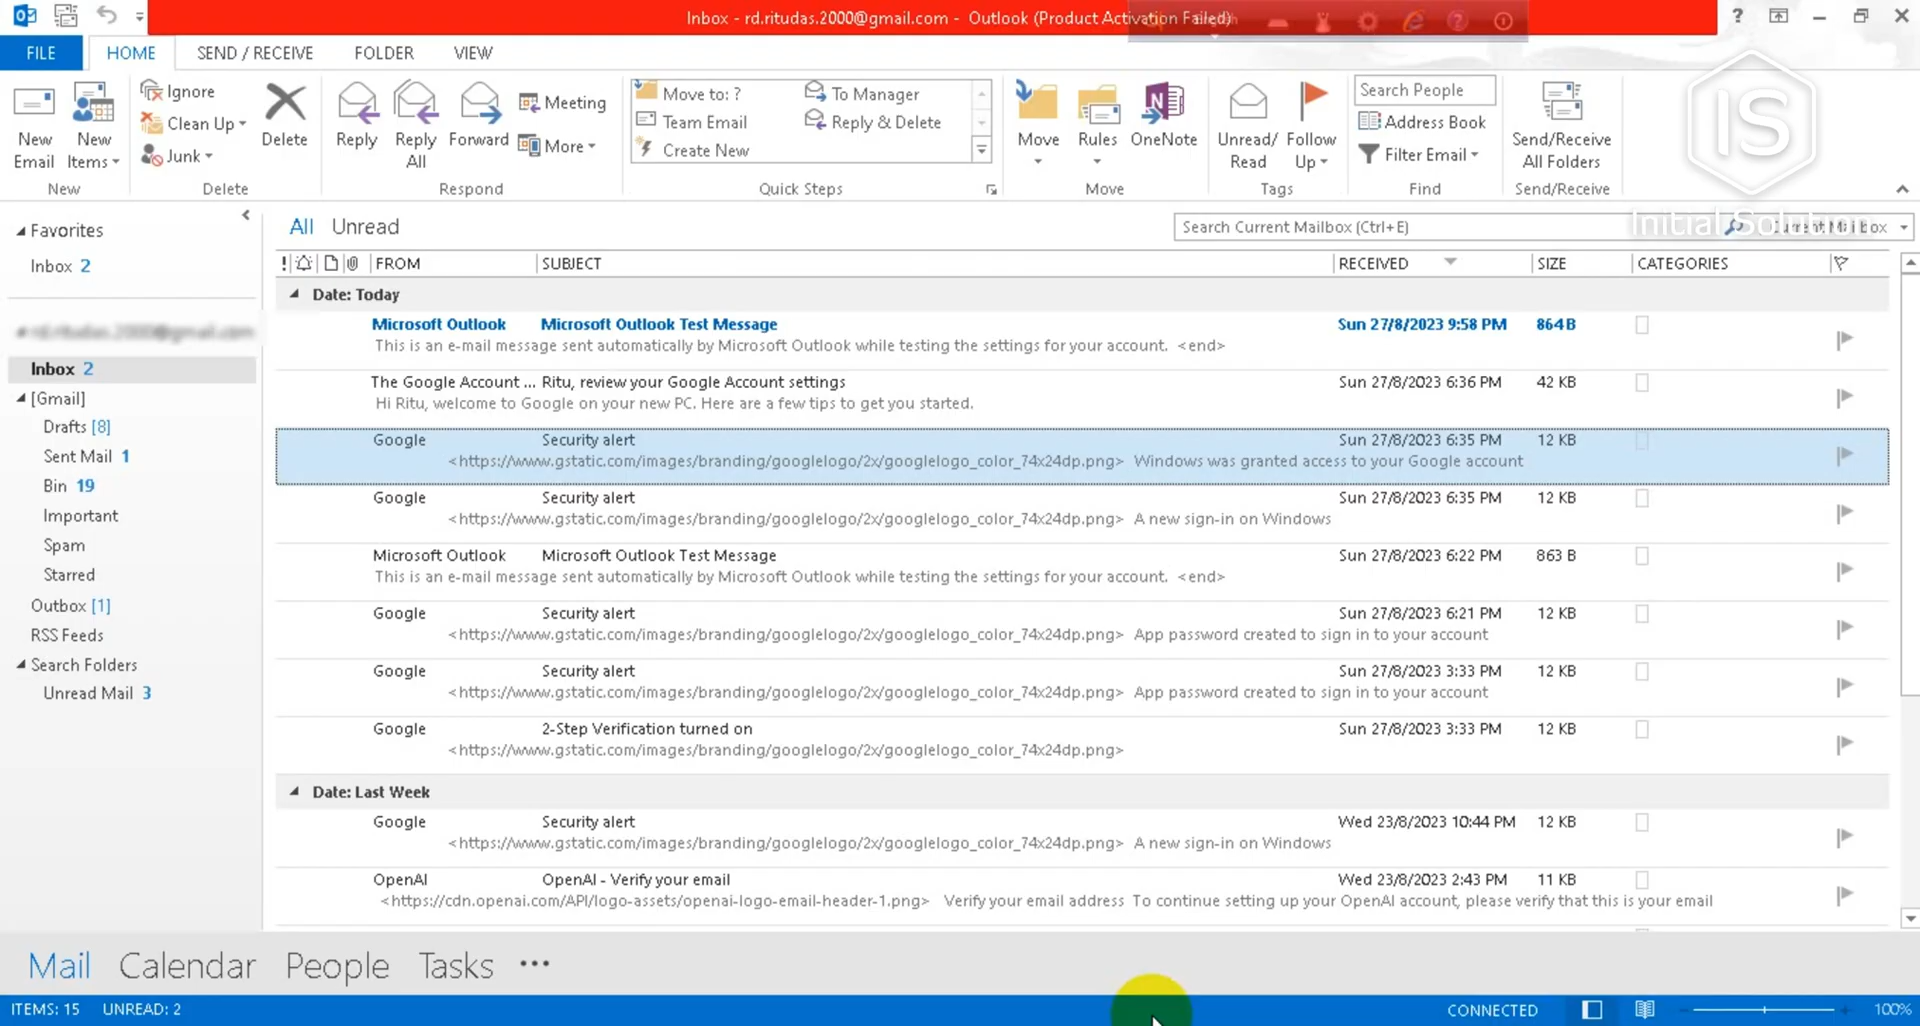 Inbox - rd.ritudas.2000@gmail.com - Outlook (Product Activation Failed)
FILE HOME SEND / RECEIVE FOLDER VIEW
New Email
New Items
New
Ignore
Clean Up
Junk
Delete
Delete
Reply
Reply All
Forward
Meeting
More
Respond
Move to: ?
Team Email
Create New
To Manager
Reply & Delete
Quick Steps
Move
Rules
OneNote
Move
Unread/ Read
Follow Up
Tags
Search People
Address Book
Filter Email
Find
Send/Receive All Folders
Send/Receive
IS
Initial Solution
Favorites
Inbox 2
rd.ritudas.2000@gmail.com
Inbox 2
[Gmail]
Drafts [8]
Sent Mail 1
Bin 19
Important
Spam
Starred
Outbox [1]
RSS Feeds
Search Folders
Unread Mail 3
All Unread
Search Current Mailbox (Ctrl+E) Current Mailbox
FROM SUBJECT RECEIVED SIZE CATEGORIES
Date: Today
Microsoft Outlook Microsoft Outlook Test Message Sun 27/8/2023 9:58 PM 864 B
This is an e-mail message sent automatically by Microsoft Outlook while testing the settings for your account. <end>
The Google Account ... Ritu, review your Google Account settings Sun 27/8/2023 6:36 PM 42 KB
Hi Ritu, welcome to Google on your new PC. Here are a few tips to get you started.
Google Security alert Sun 27/8/2023 6:35 PM 12 KB
<https://www.gstatic.com/images/branding/googlelogo/2x/googlelogo_color_74x24dp.png> Windows was granted access to your Google account
Google Security alert Sun 27/8/2023 6:35 PM 12 KB
<https://www.gstatic.com/images/branding/googlelogo/2x/googlelogo_color_74x24dp.png> A new sign-in on Windows
Microsoft Outlook Microsoft Outlook Test Message Sun 27/8/2023 6:22 PM 863 B
This is an e-mail message sent automatically by Microsoft Outlook while testing the settings for your account. <end>
Google Security alert Sun 27/8/2023 6:21 PM 12 KB
<https://www.gstatic.com/images/branding/googlelogo/2x/googlelogo_color_74x24dp.png> App password created to sign in to your account
Google Security alert Sun 27/8/2023 3:33 PM 12 KB
<https://www.gstatic.com/images/branding/googlelogo/2x/googlelogo_color_74x24dp.png> App password created to sign in to your account
Google 2-Step Verification turned on Sun 27/8/2023 3:33 PM 12 KB
<https://www.gstatic.com/images/branding/googlelogo/2x/googlelogo_color_74x24dp.png>
Date: Last Week
Google Security alert Wed 23/8/2023 10:44 PM 12 KB
<https://www.gstatic.com/images/branding/googlelogo/2x/googlelogo_color_74x24dp.png> A new sign-in on Windows
OpenAI OpenAI - Verify your email Wed 23/8/2023 2:43 PM 11 KB
<https://cdn.openai.com/API/logo-assets/openai-logo-email-header-1.png> Verify your email address To continue setting up your OpenAI account, please verify that this is your email
Mail Calendar People Tasks
ITEMS: 15 UNREAD: 2 CONNECTED 100%